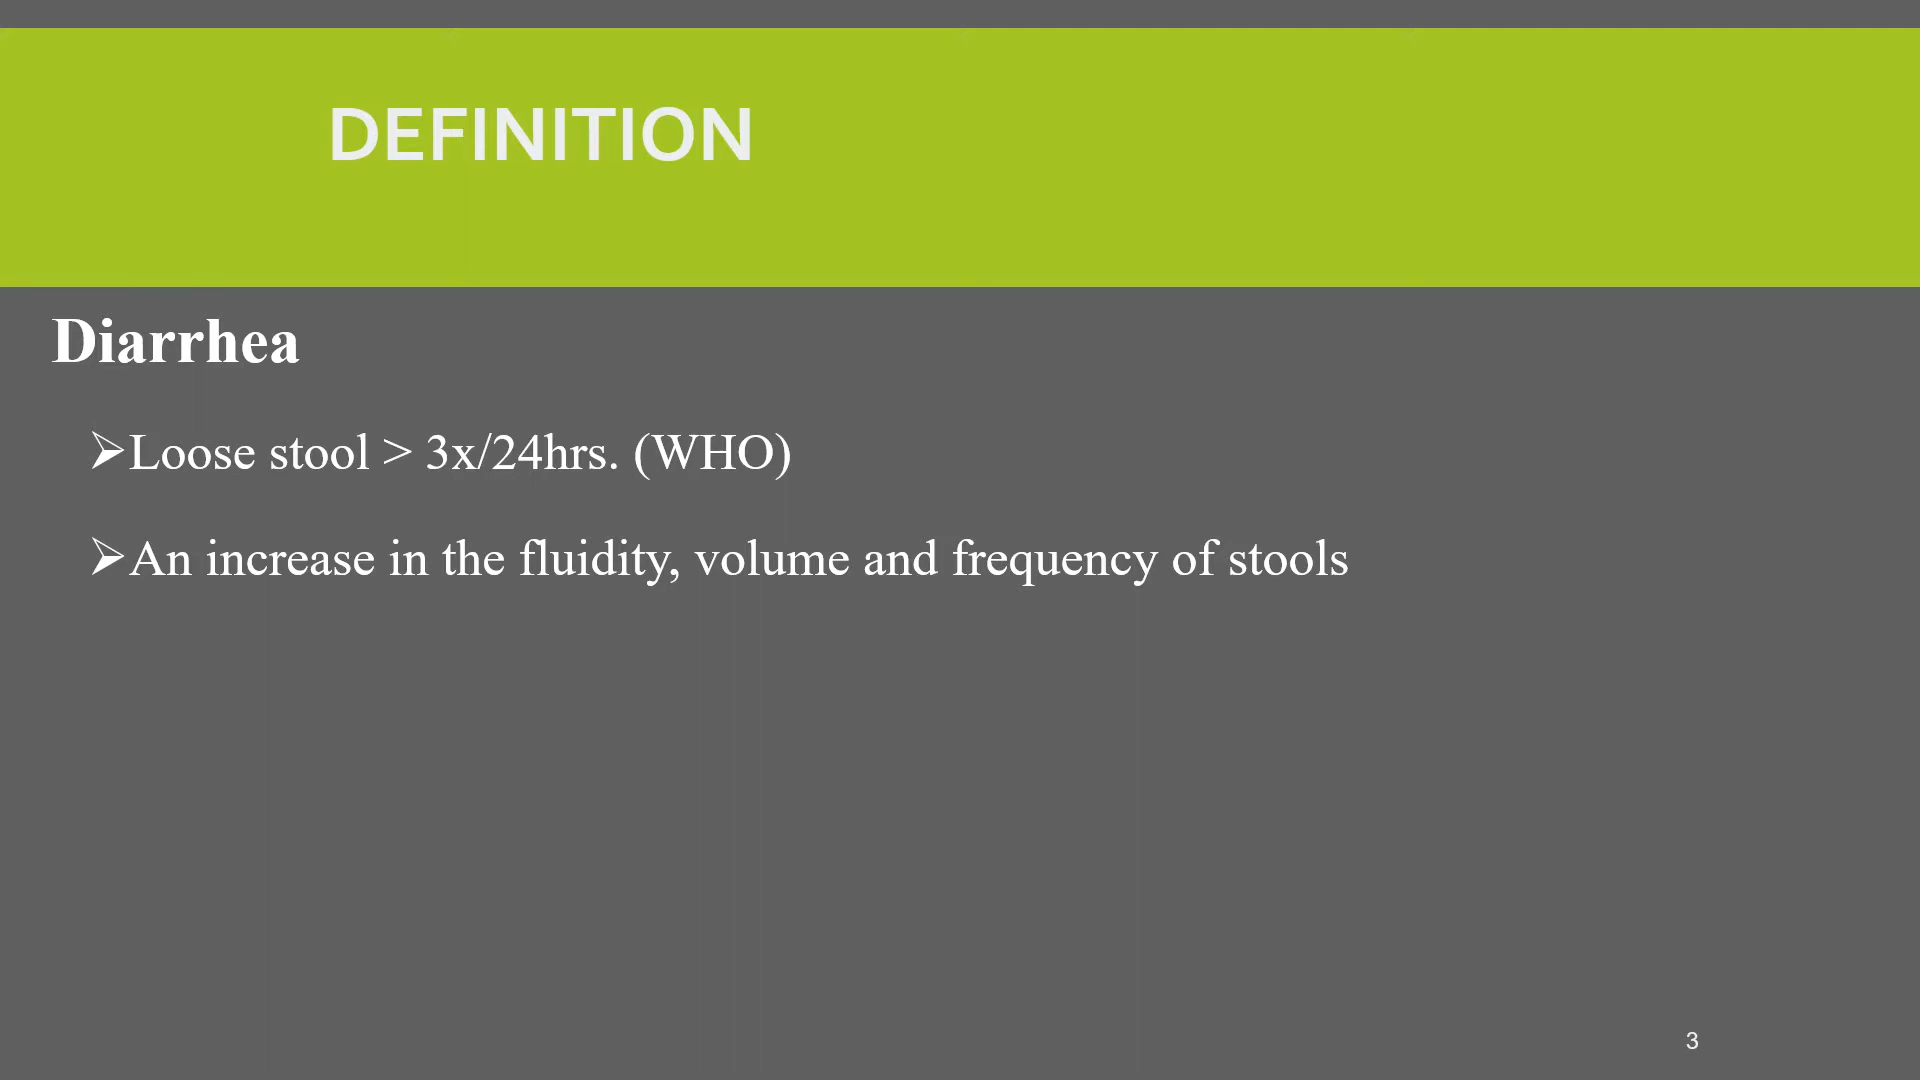 DEFINITION
Diarrhea
➢Loose stool > 3x/24hrs. (WHO)
➢An increase in the fluidity, volume and frequency of stools
3